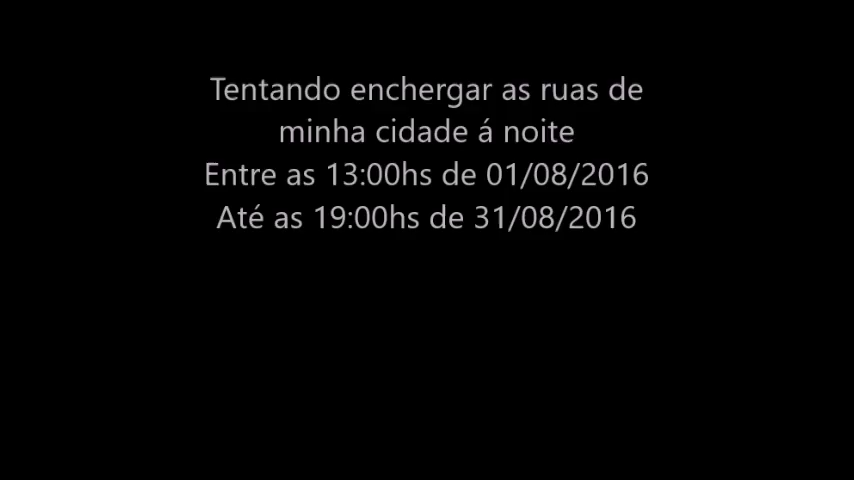 Tentando enchergar as ruas de
minha cidade á noite
Entre as 13:00hs de 01/08/2016
Até as 19:00hs de 31/08/2016